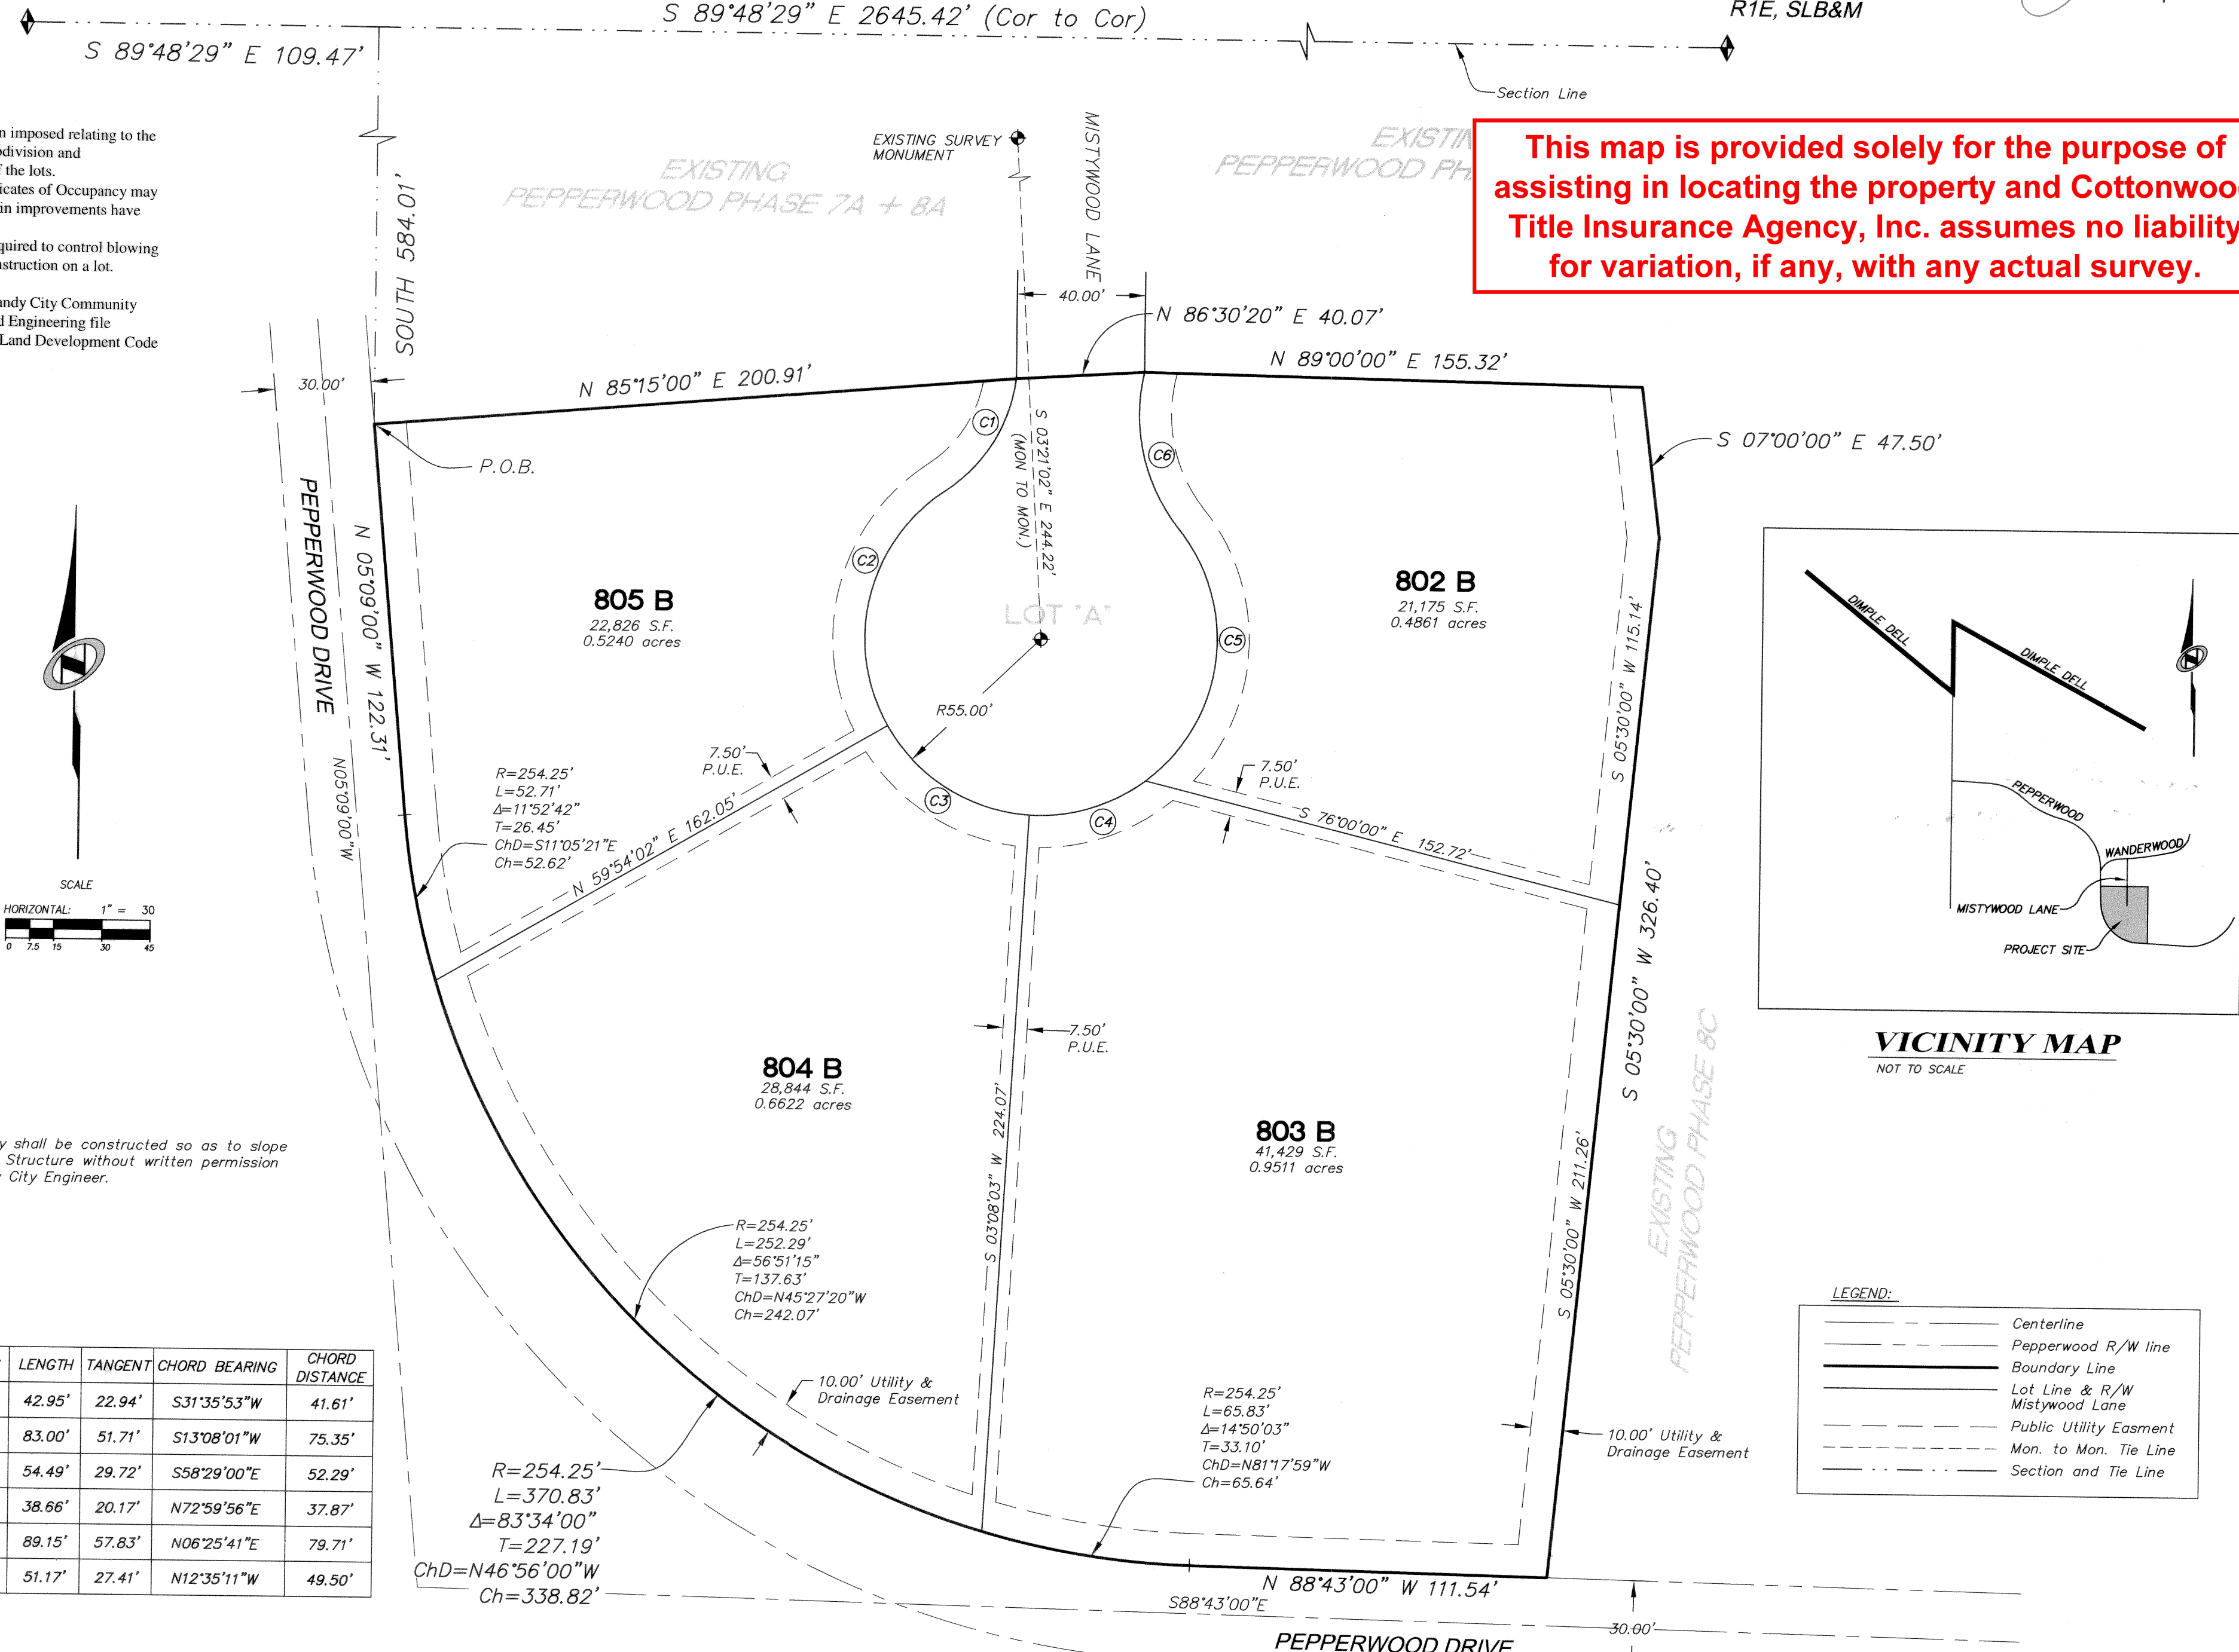 S 89°48'29" E 2645.42' (Cor to Cor)
R1E, SLB&M
S 89°48'29" E 109.47'
Section Line
n imposed relating to the
division and
f the lots.
icates of Occupancy may
in improvements have
quired to control blowing
nstruction on a lot.
andy City Community
d Engineering file
Land Development Code
SOUTH 584.01'
EXISTING
PEPPERWOOD PHASE 7A + 8A
EXISTING SURVEY
MONUMENT
MISTYWOOD LANE
EXISTIN
PEPPERWOOD PH
This map is provided solely for the purpose of
assisting in locating the property and Cottonwoo
Title Insurance Agency, Inc. assumes no liability
for variation, if any, with any actual survey.
40.00'
N 86°30'20" E 40.07'
30.00'
N 85°15'00" E 200.91'
N 89°00'00" E 155.32'
P.O.B.
C1
C6
S 03°21'02" E 244.22'
(MON TO MON.)
S 07°00'00" E 47.50'
PEPPERWOOD DRIVE
N 05°09'00" W 122.31'
N05°09'00"W
C2
805 B
22,826 S.F.
0.5240 acres
LOT "A"
C5
802 B
21,175 S.F.
0.4861 acres
S 05°30'00" W 115.14'
R55.00'
7.50'
P.U.E.
7.50'
P.U.E.
R=254.25'
L=52.71'
Δ=11°52'42"
T=26.45'
ChD=S11°05'21"E
Ch=52.62'
C3
C4
N 59°54'02" E 162.05'
S 76°00'00" E 152.72'
N
SCALE
HORIZONTAL: 1" = 30
0 7.5 15 30 45
DIMPLE DELL
DIMPLE DELL
N
PEPPERWOOD
WANDERWOOD
MISTYWOOD LANE
PROJECT SITE
VICINITY MAP
NOT TO SCALE
S 05°30'00" W 326.40'
7.50'
P.U.E.
804 B
28,844 S.F.
0.6622 acres
S 03°08'03" W 224.07'
803 B
41,429 S.F.
0.9511 acres
S 05°30'00" W 211.26'
EXISTING
PEPPERWOOD PHASE 8C
y shall be constructed so as to slope
Structure without written permission
City Engineer.
R=254.25'
L=252.29'
Δ=56°51'15"
T=137.63'
ChD=N45°27'20"W
Ch=242.07'
LEGEND:
Centerline
Pepperwood R/W line
Boundary Line
Lot Line & R/W
Mistywood Lane
Public Utility Easment
Mon. to Mon. Tie Line
Section and Tie Line
LENGTH TANGENT CHORD BEARING CHORD DISTANCE
42.95' 22.94' S31°35'53"W 41.61'
83.00' 51.71' S13°08'01"W 75.35'
54.49' 29.72' S58°29'00"E 52.29'
38.66' 20.17' N72°59'56"E 37.87'
89.15' 57.83' N06°25'41"E 79.71'
51.17' 27.41' N12°35'11"W 49.50'
10.00' Utility &
Drainage Easement
R=254.25'
L=65.83'
Δ=14°50'03"
T=33.10'
ChD=N81°17'59"W
Ch=65.64'
10.00' Utility &
Drainage Easement
R=254.25'
L=370.83'
Δ=83°34'00"
T=227.19'
ChD=N46°56'00"W
Ch=338.82'
N 88°43'00" W 111.54'
S88°43'00"E
30.00'
PEPPERWOOD DRIVE